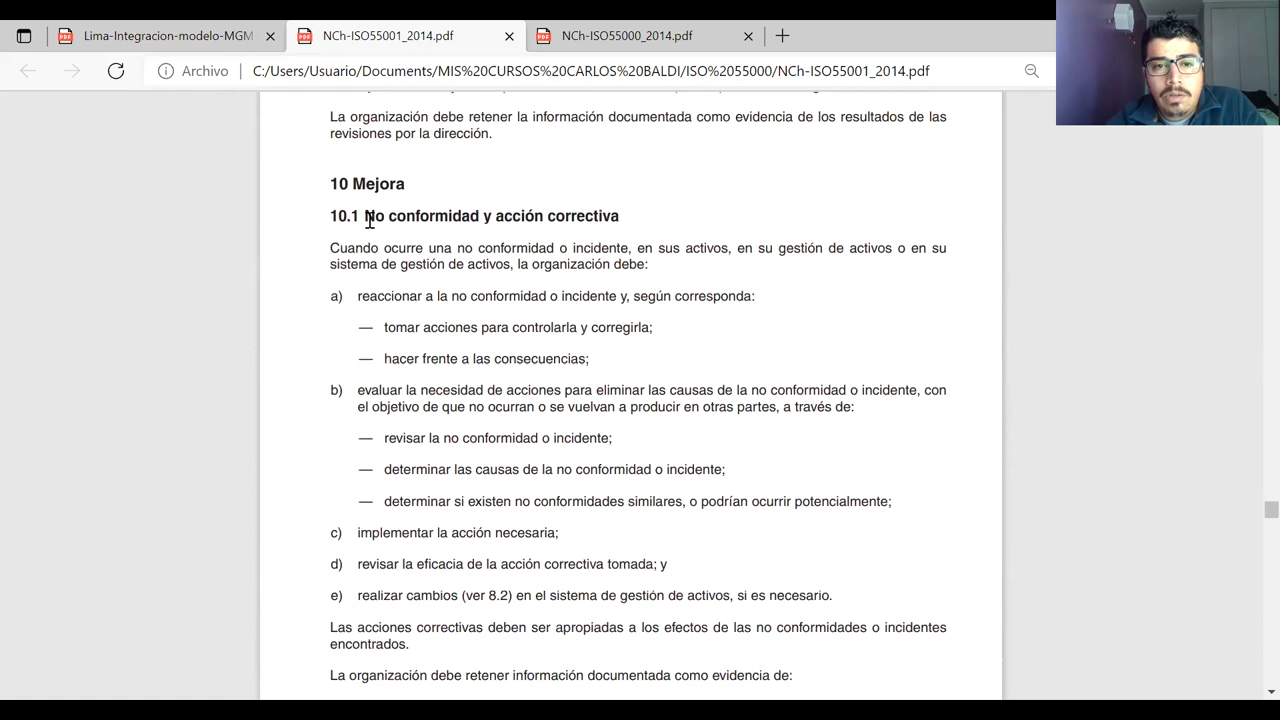 Lima-Integracion-modelo-MGM
NCh-ISO55001_2014.pdf
NCh-ISO55000_2014.pdf
Archivo
C:/Users/Usuario/Documents/MIS%20CURSOS%20CARLOS%20BALDI/ISO%2055000/NCh-ISO55001_2014.pdf
La organización debe retener la información documentada como evidencia de los resultados de las
revisiones por la dirección.
10 Mejora
10.1 No conformidad y acción correctiva
Cuando ocurre una no conformidad o incidente, en sus activos, en su gestión de activos o en su
sistema de gestión de activos, la organización debe:
a) reaccionar a la no conformidad o incidente y, según corresponda:
— tomar acciones para controlarla y corregirla;
— hacer frente a las consecuencias;
b) evaluar la necesidad de acciones para eliminar las causas de la no conformidad o incidente, con
el objetivo de que no ocurran o se vuelvan a producir en otras partes, a través de:
— revisar la no conformidad o incidente;
— determinar las causas de la no conformidad o incidente;
— determinar si existen no conformidades similares, o podrían ocurrir potencialmente;
c) implementar la acción necesaria;
d) revisar la eficacia de la acción correctiva tomada; y
e) realizar cambios (ver 8.2) en el sistema de gestión de activos, si es necesario.
Las acciones correctivas deben ser apropiadas a los efectos de las no conformidades o incidentes
encontrados.
La organización debe retener información documentada como evidencia de: